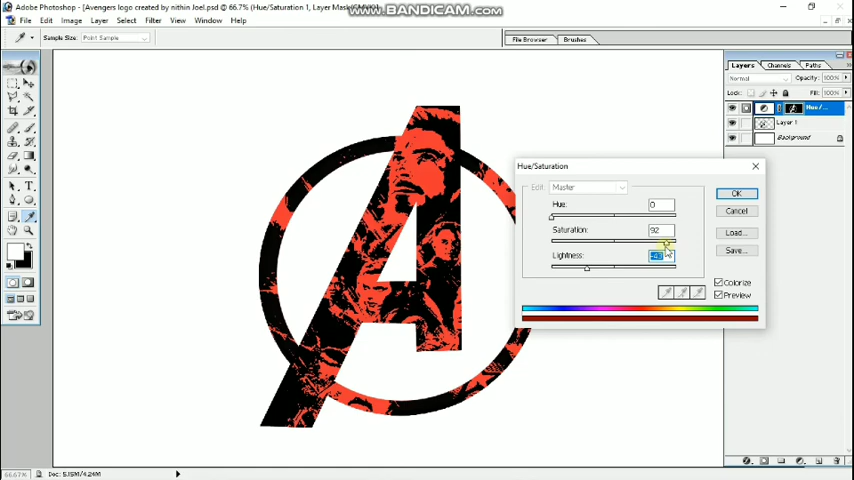 Adobe Photoshop - [Avengers logo created by nithin Joel.psd @ 66.7% (Hue/Saturation 1, Layer Mask/
www.BANDICAM.com
File Edit Image Layer Select Filter View Window Help
Sample Size: Point Sample
File Browser Brushes
Layers Channels Paths
Normal Opacity: 100%
Lock: Fill: 100%
Hue/...
Layer 1
Background
Hue/Saturation
Edit: Master
OK
Hue: 0
Cancel
Saturation: 92
Load...
Lightness:
Save...
Colorize
Preview
66.67% Doc: 5.15M/4.24M